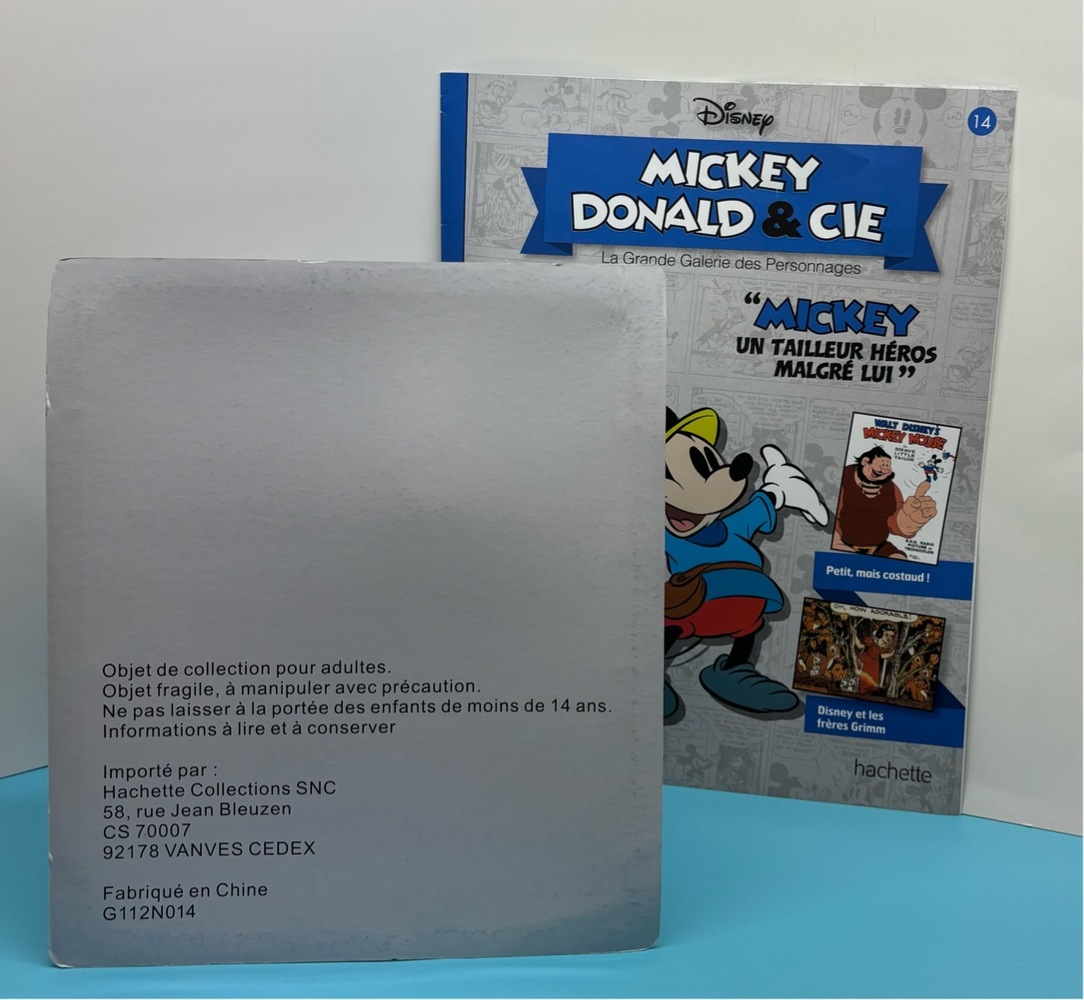 Disney
14
MICKEY
DONALD & CIE
La Grande Galerie des Personnages
“MICKEY
UN TAILLEUR HÉROS
MALGRÉ LUI”
WALT DISNEY'S
MICKEY MOUSE
BRAVE
LITTLE
TAILOR
Petit, mais costaud !
OH, HOW ADORABLE!
Disney et les
frères Grimm
hachette
Objet de collection pour adultes.
Objet fragile, à manipuler avec précaution.
Ne pas laisser à la portée des enfants de moins de 14 ans.
Informations à lire et à conserver
Importé par :
Hachette Collections SNC
58, rue Jean Bleuzen
CS 70007
92178 VANVES CEDEX
Fabriqué en Chine
G112N014